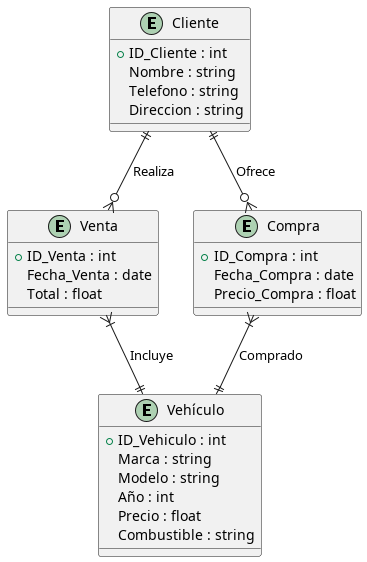 E Cliente
ID_Cliente : int
Nombre : string
Telefono : string
Direccion : string
Realiza
Ofrece
E Venta
ID_Venta : int
Fecha_Venta : date
Total : float
E Compra
ID_Compra : int
Fecha_Compra : date
Precio_Compra : float
Incluye
Comprado
E Vehículo
ID_Vehiculo : int
Marca : string
Modelo : string
Año : int
Precio : float
Combustible : string